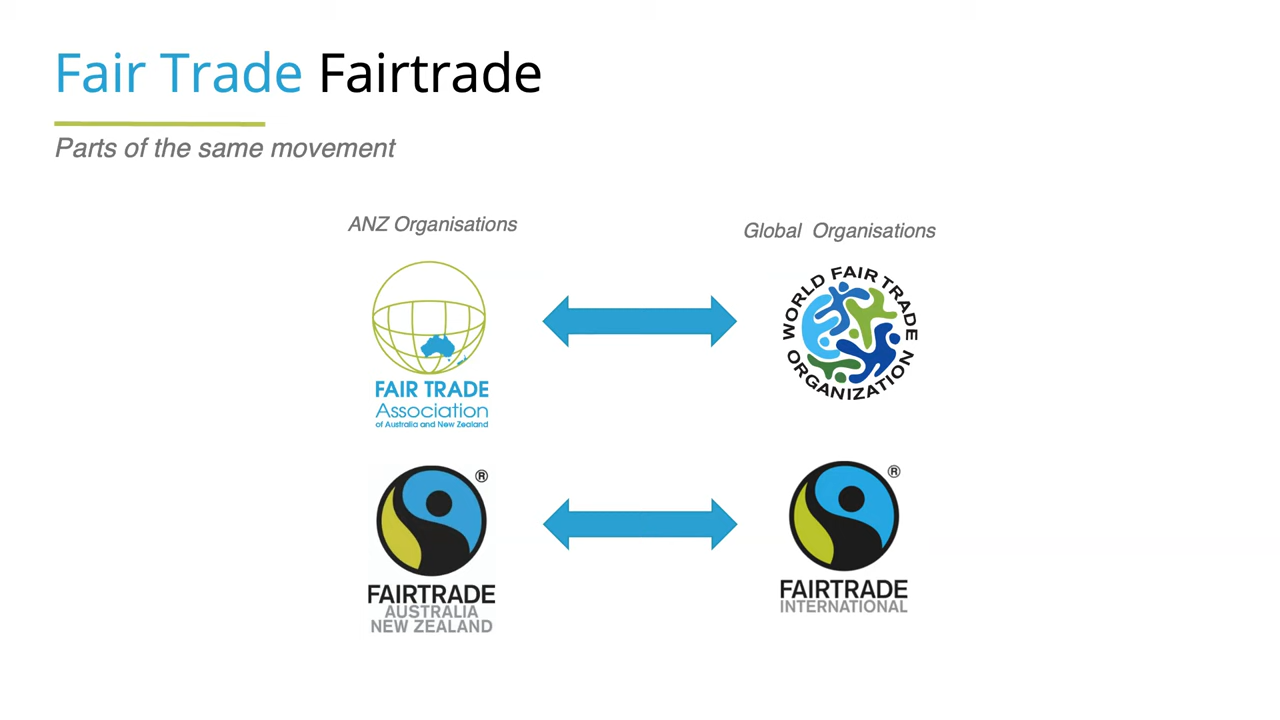 Fair Trade Fairtrade
Parts of the same movement
ANZ Organisations
Global Organisations
FAIR TRADE
Association
of Australia and New Zealand
WORLD FAIR TRADE
ORGANIZATION
®
FAIRTRADE
AUSTRALIA
NEW ZEALAND
®
FAIRTRADE
INTERNATIONAL